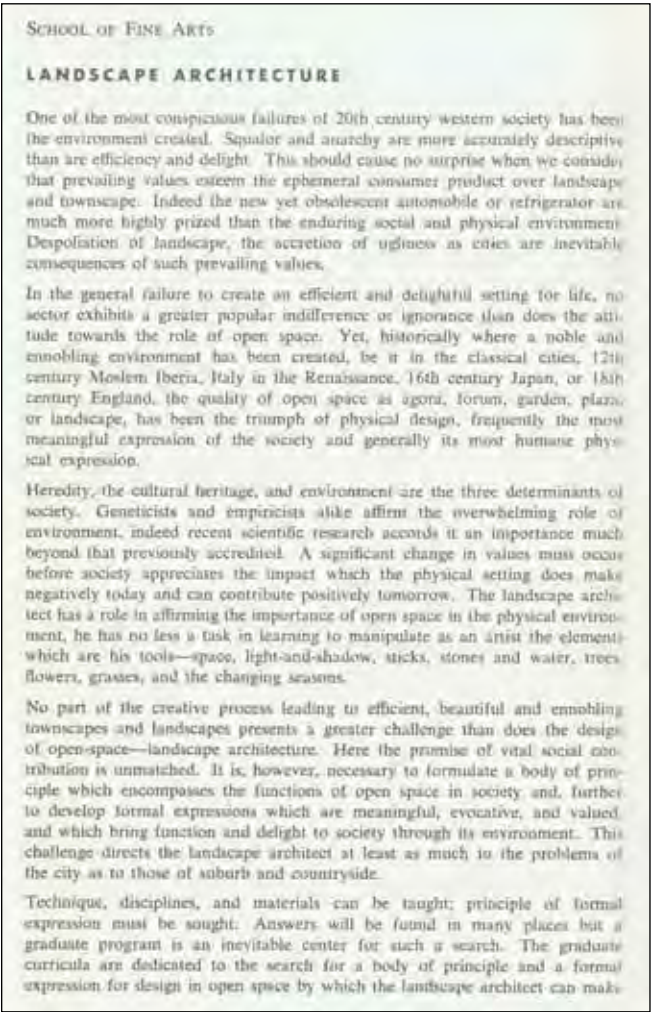 SCHOOL OF FINE ARTS
LANDSCAPE ARCHITECTURE
One of the most conspicuous failures of 20th century western society has been
the environment created. Squalor and anarchy are more accurately descriptive
than are efficiency and delight. This should cause no surprise when we consider
that prevailing values esteem the ephemeral consumer product over landscape
and townscape. Indeed the new yet obsolescent automobile or refrigerator are
much more highly prized than the enduring social and physical environment.
Despoliation of landscape, the accretion of ugliness as cities are inevitable
consequences of such prevailing values.
In the general failure to create an efficient and delightful setting for life, no
sector exhibits a greater popular indifference or ignorance than does the atti-
tude towards the role of open space. Yet, historically where a noble and
ennobling environment has been created, be it in the classical cities, 12th
century Moslem Iberia, Italy in the Renaissance, 16th century Japan, or 18th
century England, the quality of open space as agora, forum, garden, plaza,
or landscape, has been the triumph of physical design, frequently the most
meaningful expression of the society and generally its most humane phys-
ical expression.
Heredity, the cultural heritage, and environment are the three determinants of
society. Geneticists and empiricists alike affirm the overwhelming role of
environment, indeed recent scientific research accords it an importance much
beyond that previously accredited. A significant change in values must occur
before society appreciates the impact which the physical setting does make
negatively today and can contribute positively tomorrow. The landscape archi-
tect has a role in affirming the importance of open space in the physical environ-
ment, he has no less a task in learning to manipulate as an artist the elements
which are his tools—space, light-and-shadow, sticks, stones and water, trees,
flowers, grasses, and the changing seasons.
No part of the creative process leading to efficient, beautiful and ennobling
townscapes and landscapes presents a greater challenge than does the design
of open-space—landscape architecture. Here the promise of vital social con-
tribution is unmatched. It is, however, necessary to formulate a body of prin-
ciple which encompasses the functions of open space in society and, further
to develop formal expressions which are meaningful, evocative, and valued,
and which bring function and delight to society through its environment. This
challenge directs the landscape architect at least as much to the problems of
the city as to those of suburb and countryside.
Technique, disciplines, and materials can be taught; principle of formal
expression must be sought. Answers will be found in many places but a
graduate program is an inevitable center for such a search. The graduate
curricula are dedicated to the search for a body of principle and a formal
expression for design in open space by which the landscape architect can make